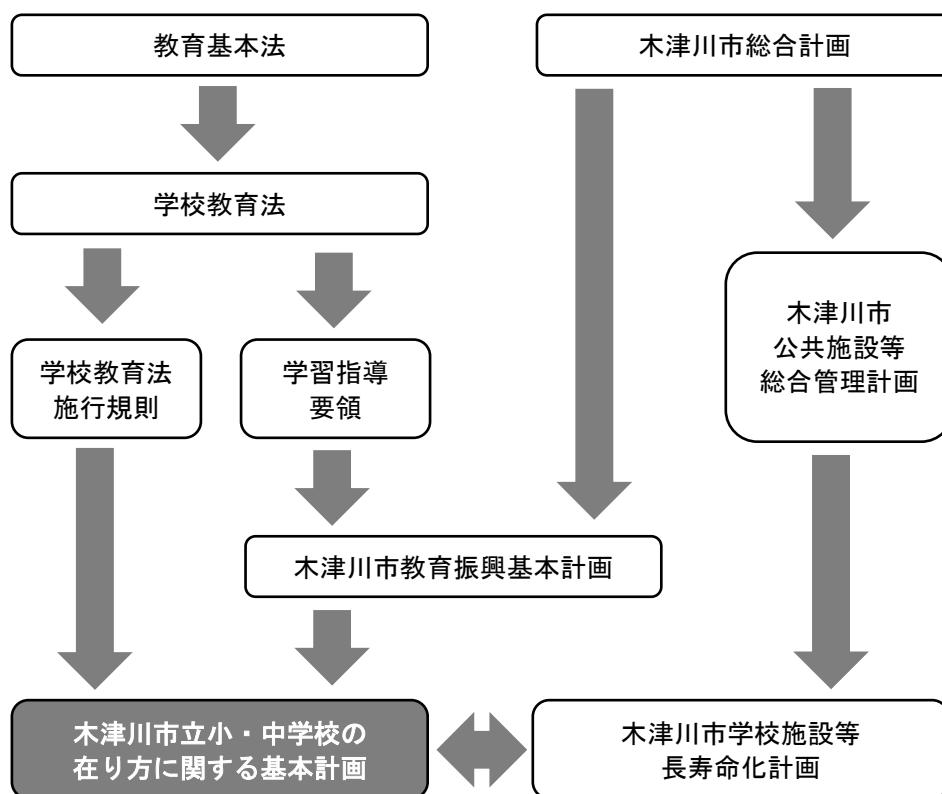 教育基本法
木津川市総合計画
学校教育法
木津川市
公共施設等
総合管理計画
学校教育法
施行規則
学習指導
要領
木津川市教育振興基本計画
木津川市立小・中学校の
在り方に関する基本計画
木津川市学校施設等
長寿命化計画